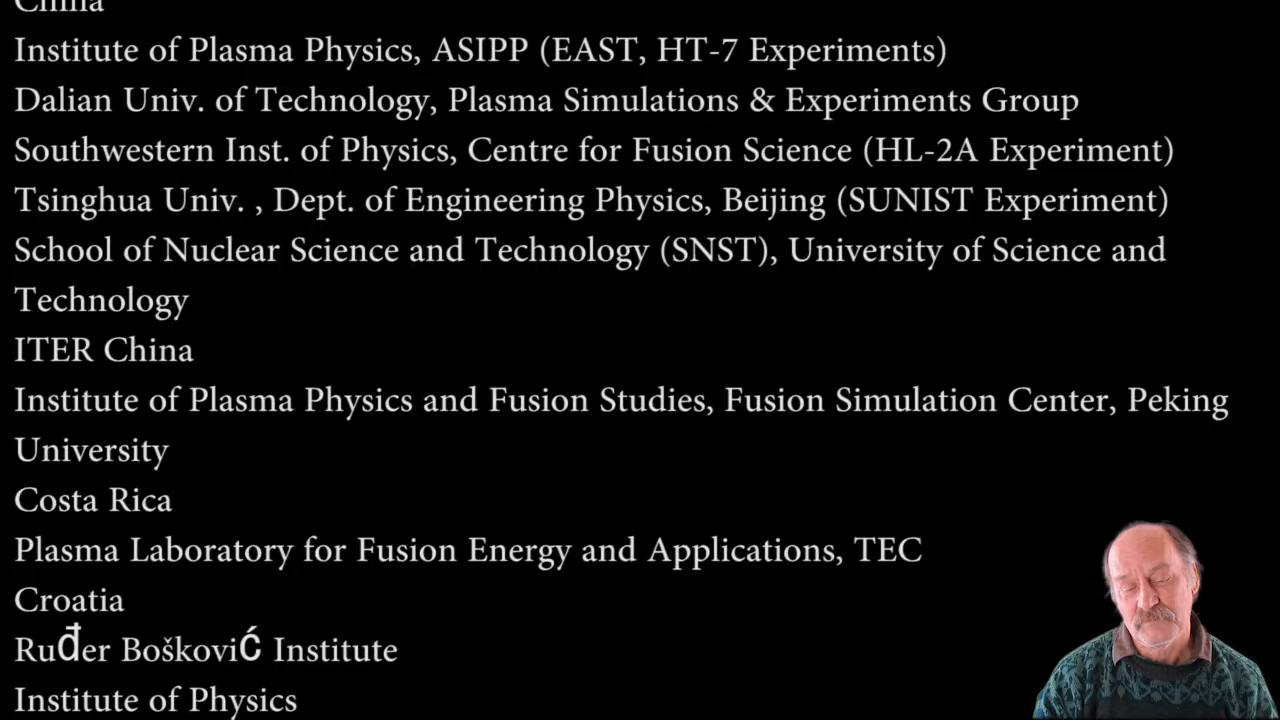 China
Institute of Plasma Physics, ASIPP (EAST, HT-7 Experiments)
Dalian Univ. of Technology, Plasma Simulations & Experiments Group
Southwestern Inst. of Physics, Centre for Fusion Science (HL-2A Experiment)
Tsinghua Univ. , Dept. of Engineering Physics, Beijing (SUNIST Experiment)
School of Nuclear Science and Technology (SNST), University of Science and
Technology
ITER China
Institute of Plasma Physics and Fusion Studies, Fusion Simulation Center, Peking
University
Costa Rica
Plasma Laboratory for Fusion Energy and Applications, TEC
Croatia
Ruđer Bošković Institute
Institute of Physics